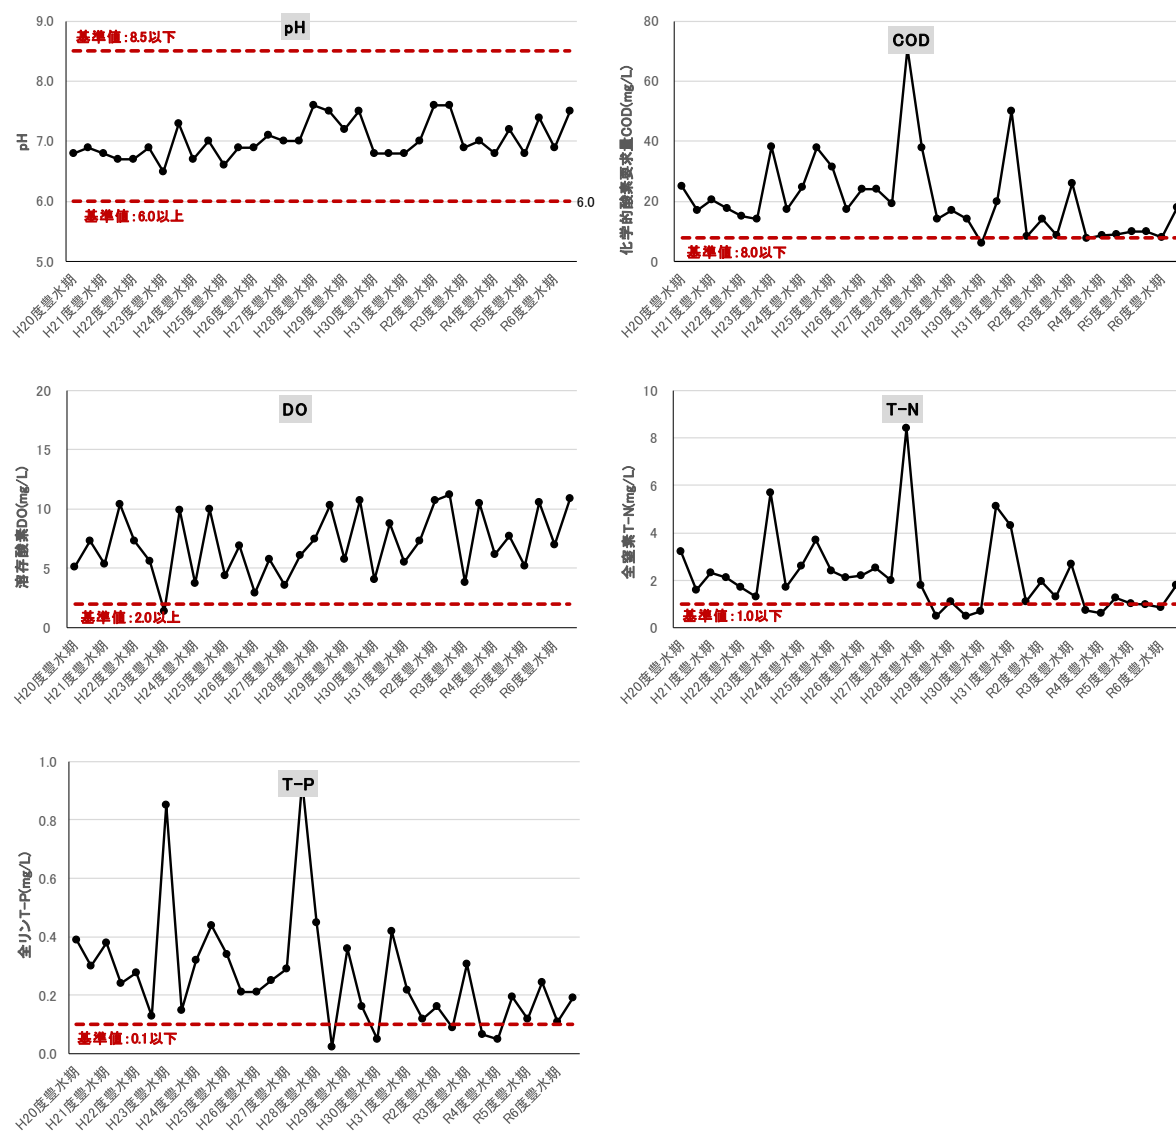 pH
基準値：8.5以下
9.0
8.0
7.0
6.0
5.0
pH
基準値：6.0以上
6.0
H20度豊水期
H21度豊水期
H22度豊水期
H23度豊水期
H24度豊水期
H25度豊水期
H26度豊水期
H27度豊水期
H28度豊水期
H29度豊水期
H30度豊水期
H31度豊水期
R2度豊水期
R3度豊水期
R4度豊水期
R5度豊水期
R6度豊水期
COD
80
60
40
20
0
化学的酸素要求量COD(mg/L)
基準値：8.0以下
H20度豊水期
H21度豊水期
H22度豊水期
H23度豊水期
H24度豊水期
H25度豊水期
H26度豊水期
H27度豊水期
H28度豊水期
H29度豊水期
H30度豊水期
H31度豊水期
R2度豊水期
R3度豊水期
R4度豊水期
R5度豊水期
R6度豊水期
DO
20
15
10
5
0
溶存酸素DO(mg/L)
基準値：2.0以上
H20度豊水期
H21度豊水期
H22度豊水期
H23度豊水期
H24度豊水期
H25度豊水期
H26度豊水期
H27度豊水期
H28度豊水期
H29度豊水期
H30度豊水期
H31度豊水期
R2度豊水期
R3度豊水期
R4度豊水期
R5度豊水期
R6度豊水期
T-N
10
8
6
4
2
0
全窒素T-N(mg/L)
基準値：1.0以下
H20度豊水期
H21度豊水期
H22度豊水期
H23度豊水期
H24度豊水期
H25度豊水期
H26度豊水期
H27度豊水期
H28度豊水期
H29度豊水期
H30度豊水期
H31度豊水期
R2度豊水期
R3度豊水期
R4度豊水期
R5度豊水期
R6度豊水期
T-P
1.0
0.8
0.6
0.4
0.2
0.0
全リンT-P(mg/L)
基準値：0.1以下
H20度豊水期
H21度豊水期
H22度豊水期
H23度豊水期
H24度豊水期
H25度豊水期
H26度豊水期
H27度豊水期
H28度豊水期
H29度豊水期
H30度豊水期
H31度豊水期
R2度豊水期
R3度豊水期
R4度豊水期
R5度豊水期
R6度豊水期